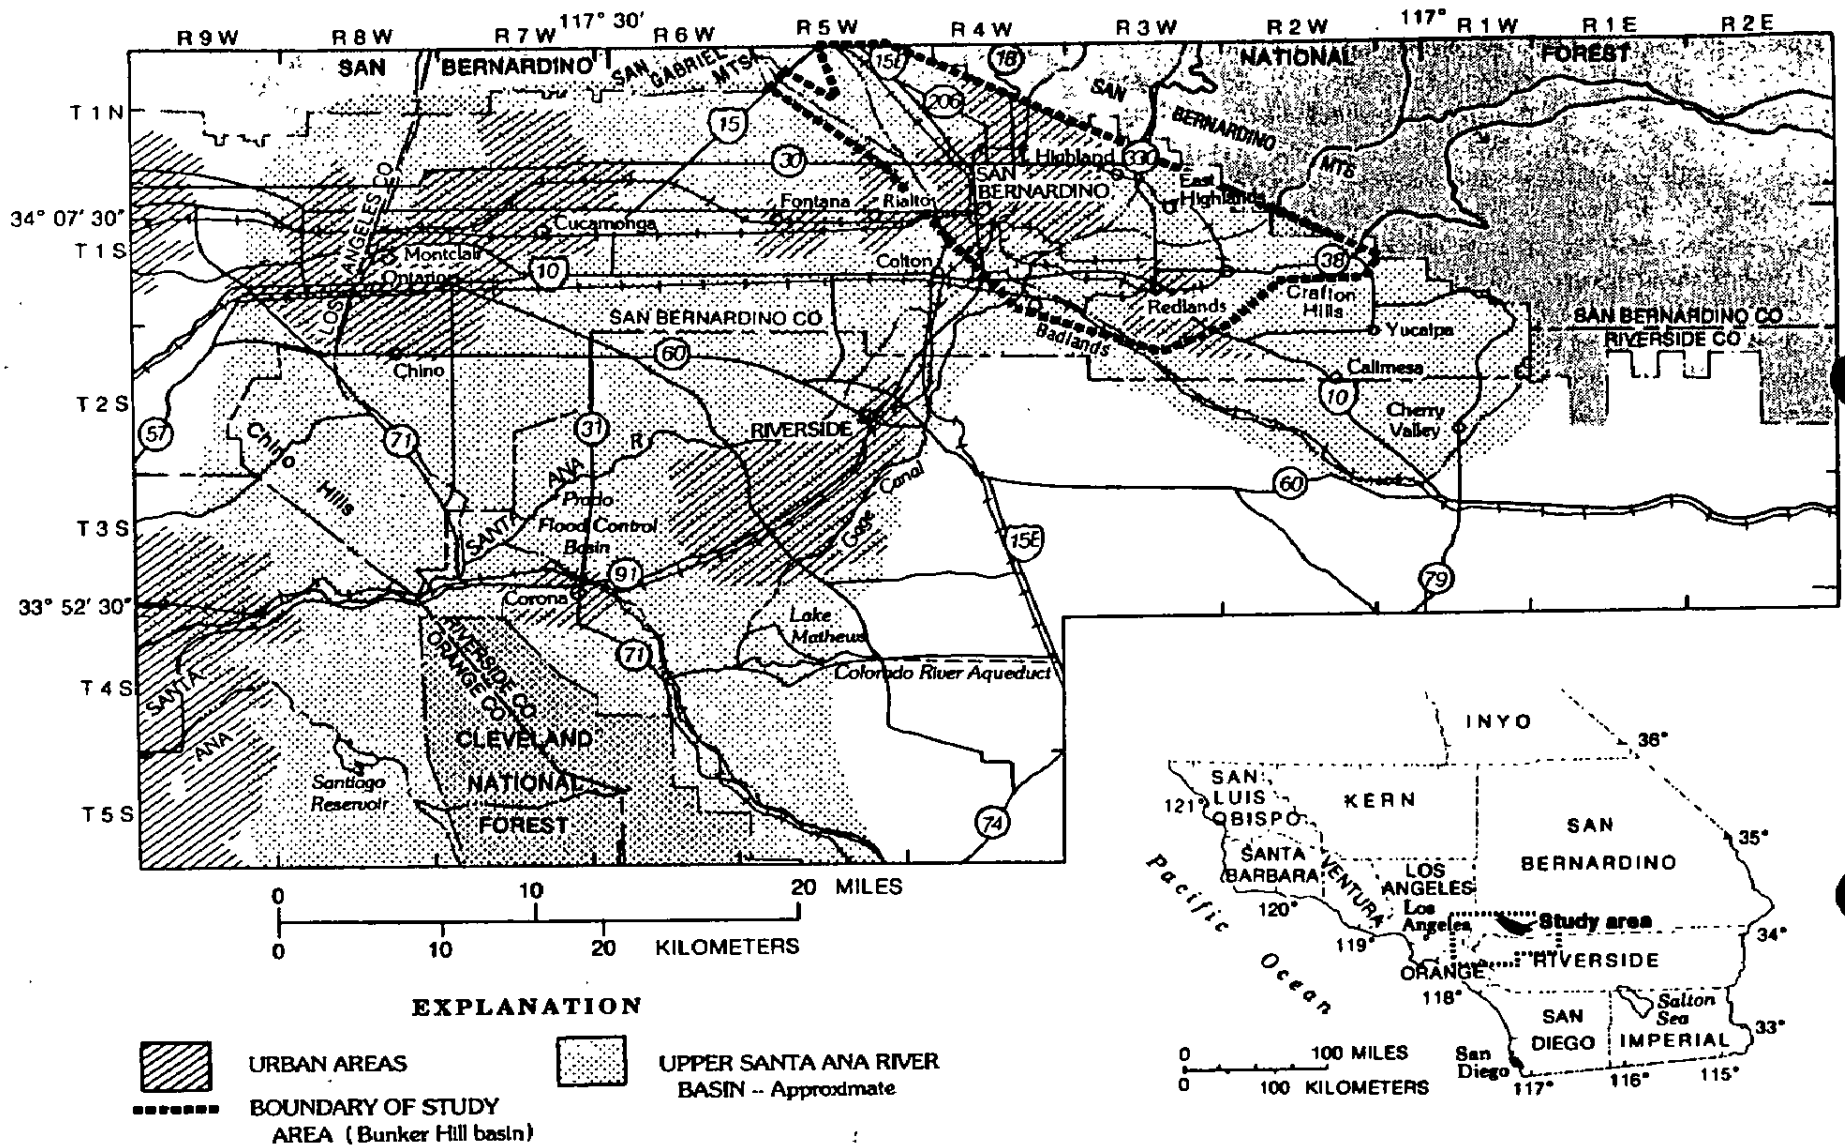 R 9 W R 8 W R 7 W 117° 30' R 6 W R 5 W R 4 W R 3 W R 2 W 117° R 1 W R 1 E R 2 E
SAN BERNARDINO NATIONAL FOREST
SAN GABRIEL MTS
15E
18
206
SAN BERNARDINO MTS
T 1 N
15
30
Highland
330
SAN BERNARDINO
East Highlands
Fontana
Rialto
Cucamonga
34° 07' 30"
T 1 S
LOS ANGELES CO
Montclair
Ontario
10
Colton
38
Redlands
Crafton Hills
SAN BERNARDINO CO
Badlands
Yucaipa
SAN BERNARDINO CO
RIVERSIDE CO
60
Chino
Calimesa
10
T 2 S
57
Chino Hills
71
31
RIVERSIDE
Cherry Valley
SANTA ANA R
Prado
Flood Control
Basin
Gage Canal
60
T 3 S
15E
91
79
33° 52' 30"
Corona
Lake
Mathews
RIVERSIDE CO
ORANGE CO
71
Colorado River Aqueduct
T 4 S
SANTA ANA
CLEVELAND
NATIONAL
FOREST
Santiago
Reservoir
T 5 S
74
0 10 20 MILES
0 10 20 KILOMETERS
INYO
36°
SAN
LUIS
OBISPO
121°
KERN
SAN
BERNARDINO
35°
SANTA
BARBARA
VENTURA
LOS
ANGELES
Los
Angeles
120°
119°
Study area
34°
ORANGE
RIVERSIDE
118°
Pacific Ocean
SAN
DIEGO
Salton
Sea
IMPERIAL
33°
San
Diego
117° 116° 115°
0 100 MILES
0 100 KILOMETERS
EXPLANATION
URBAN AREAS
UPPER SANTA ANA RIVER
BASIN -- Approximate
BOUNDARY OF STUDY
AREA (Bunker Hill basin)